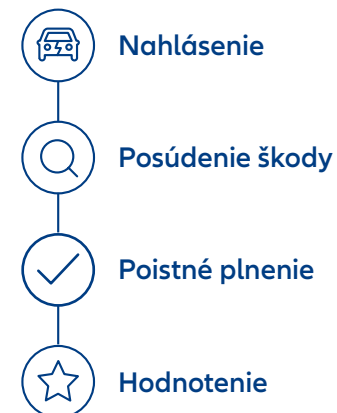 Nahlásenie
Posúdenie škody
Poistné plnenie
Hodnotenie